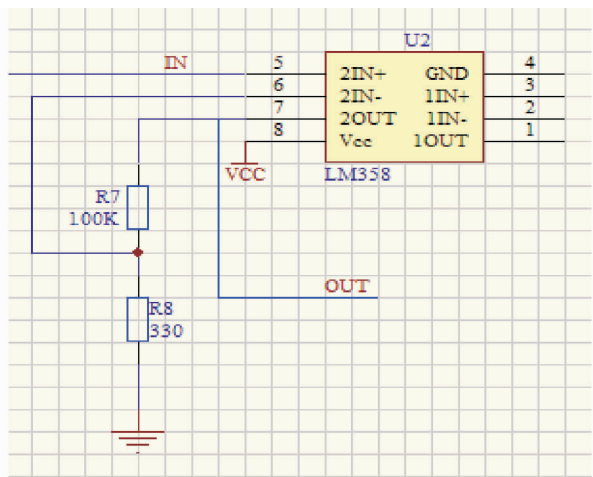 U2
IN 5 2IN+ GND 4
6 2IN- 1IN+ 3
7 2OUT 1IN- 2
8 Vcc 1OUT 1
VCC LM358
R7
100K
OUT
R8
330